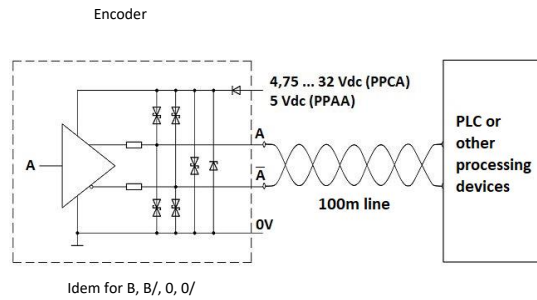 Encoder
4,75 ... 32 Vdc (PPCA)
5 Vdc (PPAA)
A
A
A
PLC or
other
processing
devices
100m line
0V
Idem for B, B/, 0, 0/